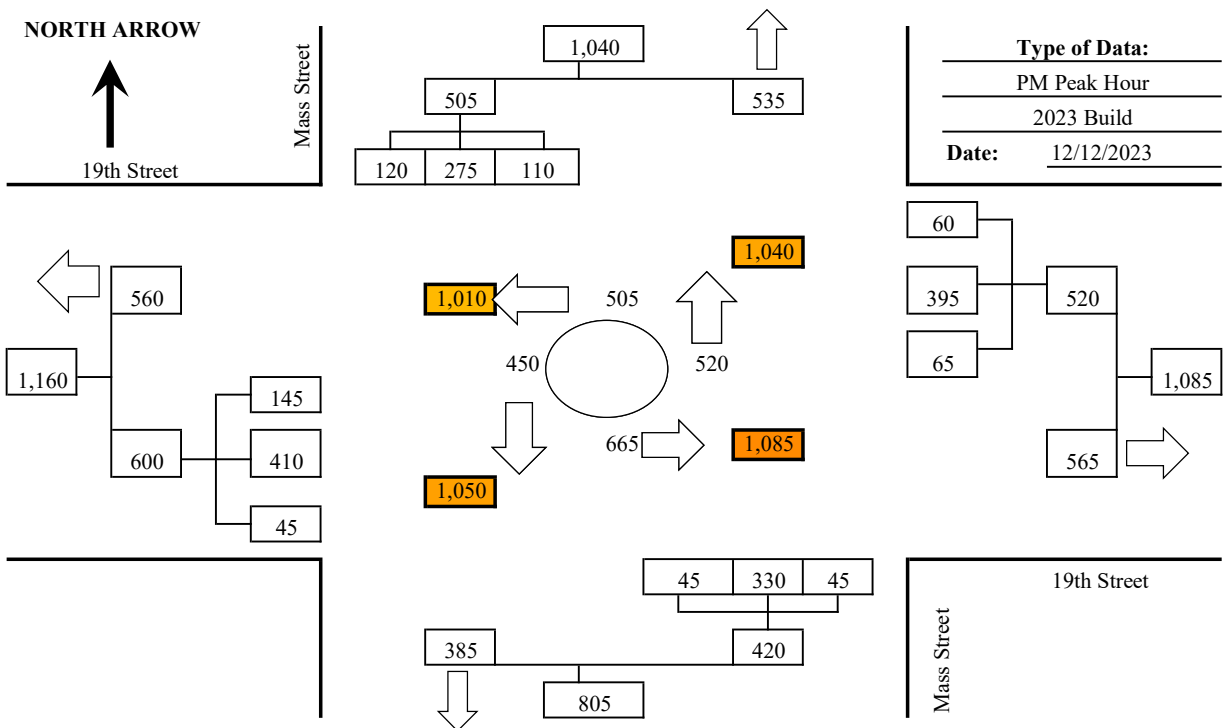 NORTH ARROW
Mass Street
19th Street
1,040
505
535
120 275 110
Type of Data:
PM Peak Hour
2023 Build
Date: 12/12/2023
560
1,160
600
145
410
45
1,010
1,040
505
450
520
665
1,085
1,050
60
395
65
520
1,085
565
45 330 45
385
420
805
19th Street
Mass Street